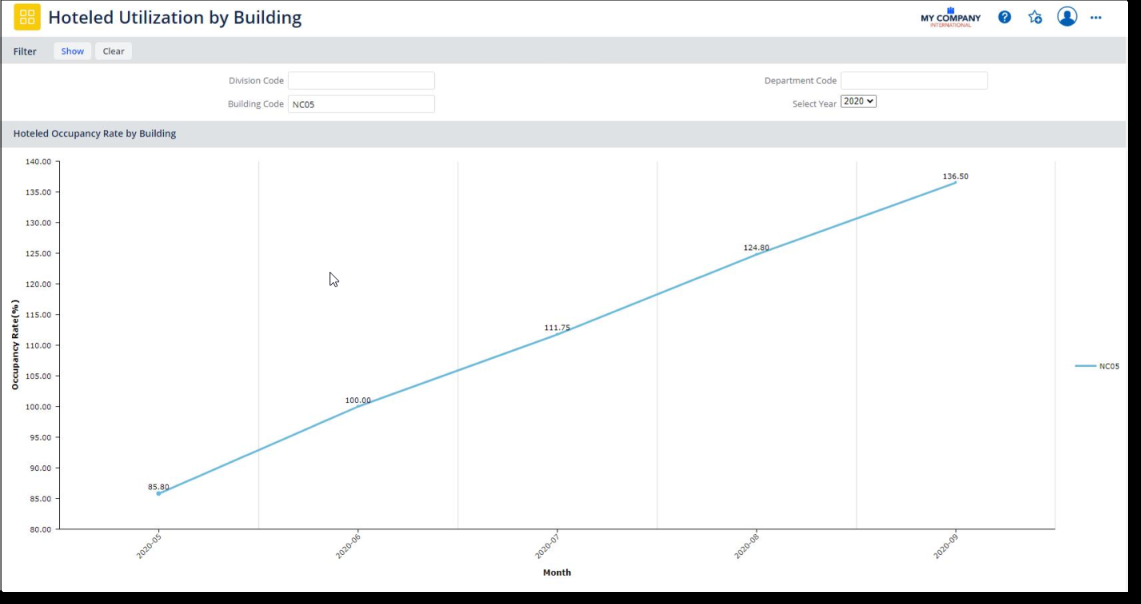 Hoteled Utilization by Building
MY COMPANY
INTERNATIONAL
?
Filter Show Clear
Division Code
Department Code
Building Code NC05
Select Year 2020
Hoteled Occupancy Rate by Building
140.00
135.00
130.00
125.00
120.00
115.00
110.00
105.00
100.00
95.00
90.00
85.00
80.00
Occupancy Rate(%)
85.80
100.00
111.75
124.80
136.50
NC05
2020-05
2020-06
2020-07
2020-08
2020-09
Month